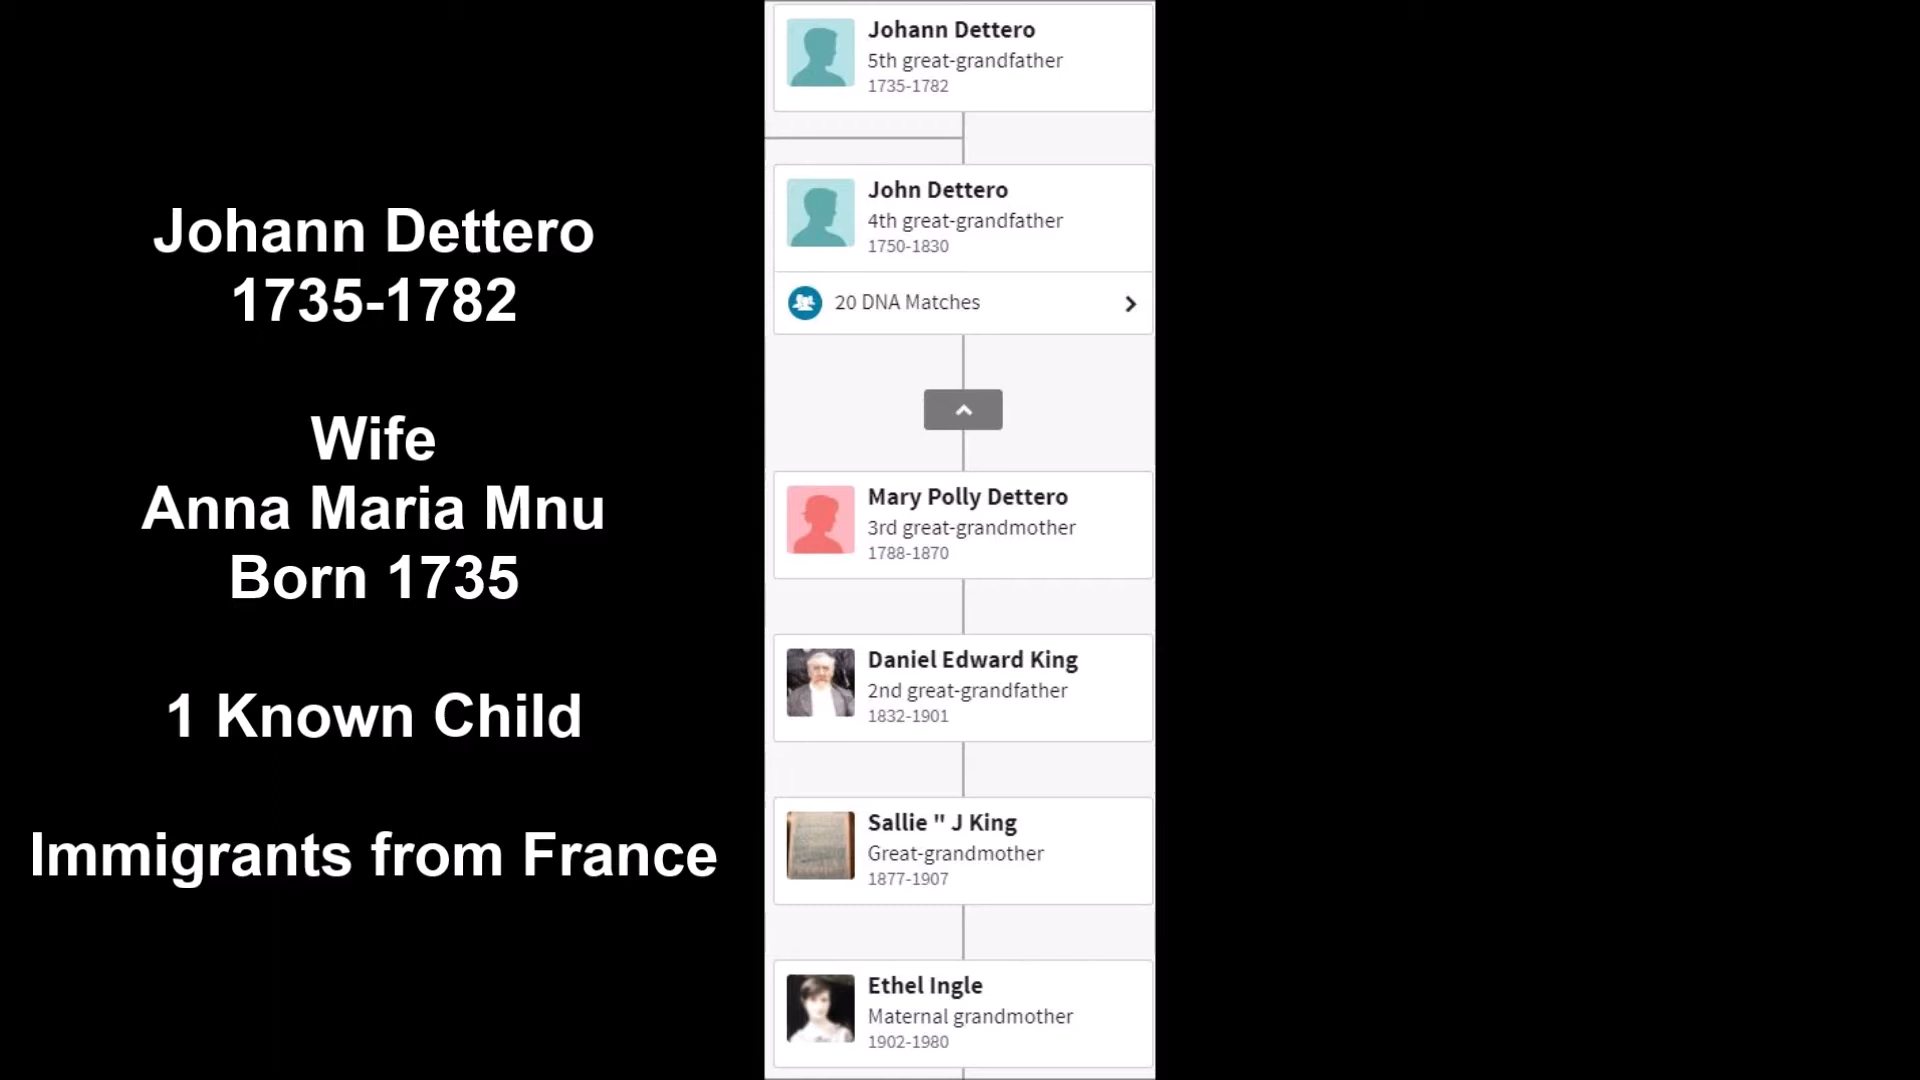 Johann Dettero
1735-1782
Wife
Anna Maria Mnu
Born 1735
1 Known Child
Immigrants from France
Johann Dettero
5th great-grandfather
1735-1782
John Dettero
4th great-grandfather
1750-1830
20 DNA Matches
Mary Polly Dettero
3rd great-grandmother
1788-1870
Daniel Edward King
2nd great-grandfather
1832-1901
Sallie " J King
Great-grandmother
1877-1907
Ethel Ingle
Maternal grandmother
1902-1980